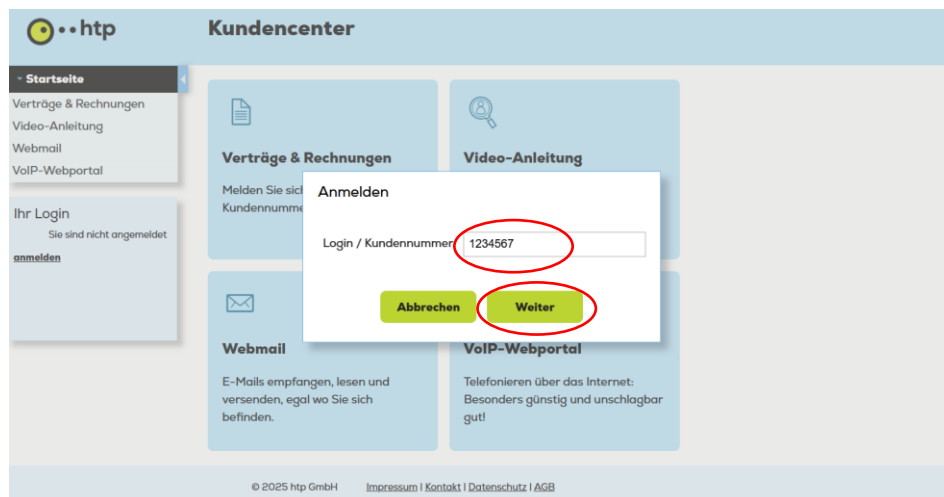 htp
Kundencenter
Startseite
Verträge & Rechnungen
Video-Anleitung
Webmail
VoIP-Webportal
Ihr Login
Sie sind nicht angemeldet
anmelden
Verträge & Rechnungen
Melden Sie sich
Kundennumme
Video-Anleitung
Anmelden
Login / Kundennummer
1234567
Abbrechen
Weiter
Webmail
E-Mails empfangen, lesen und
versenden, egal wo Sie sich
befinden.
VoIP-Webportal
Telefonieren über das Internet:
Besonders günstig und unschlagbar
gut!
© 2025 htp GmbH Impressum | Kontakt | Datenschutz | AGB